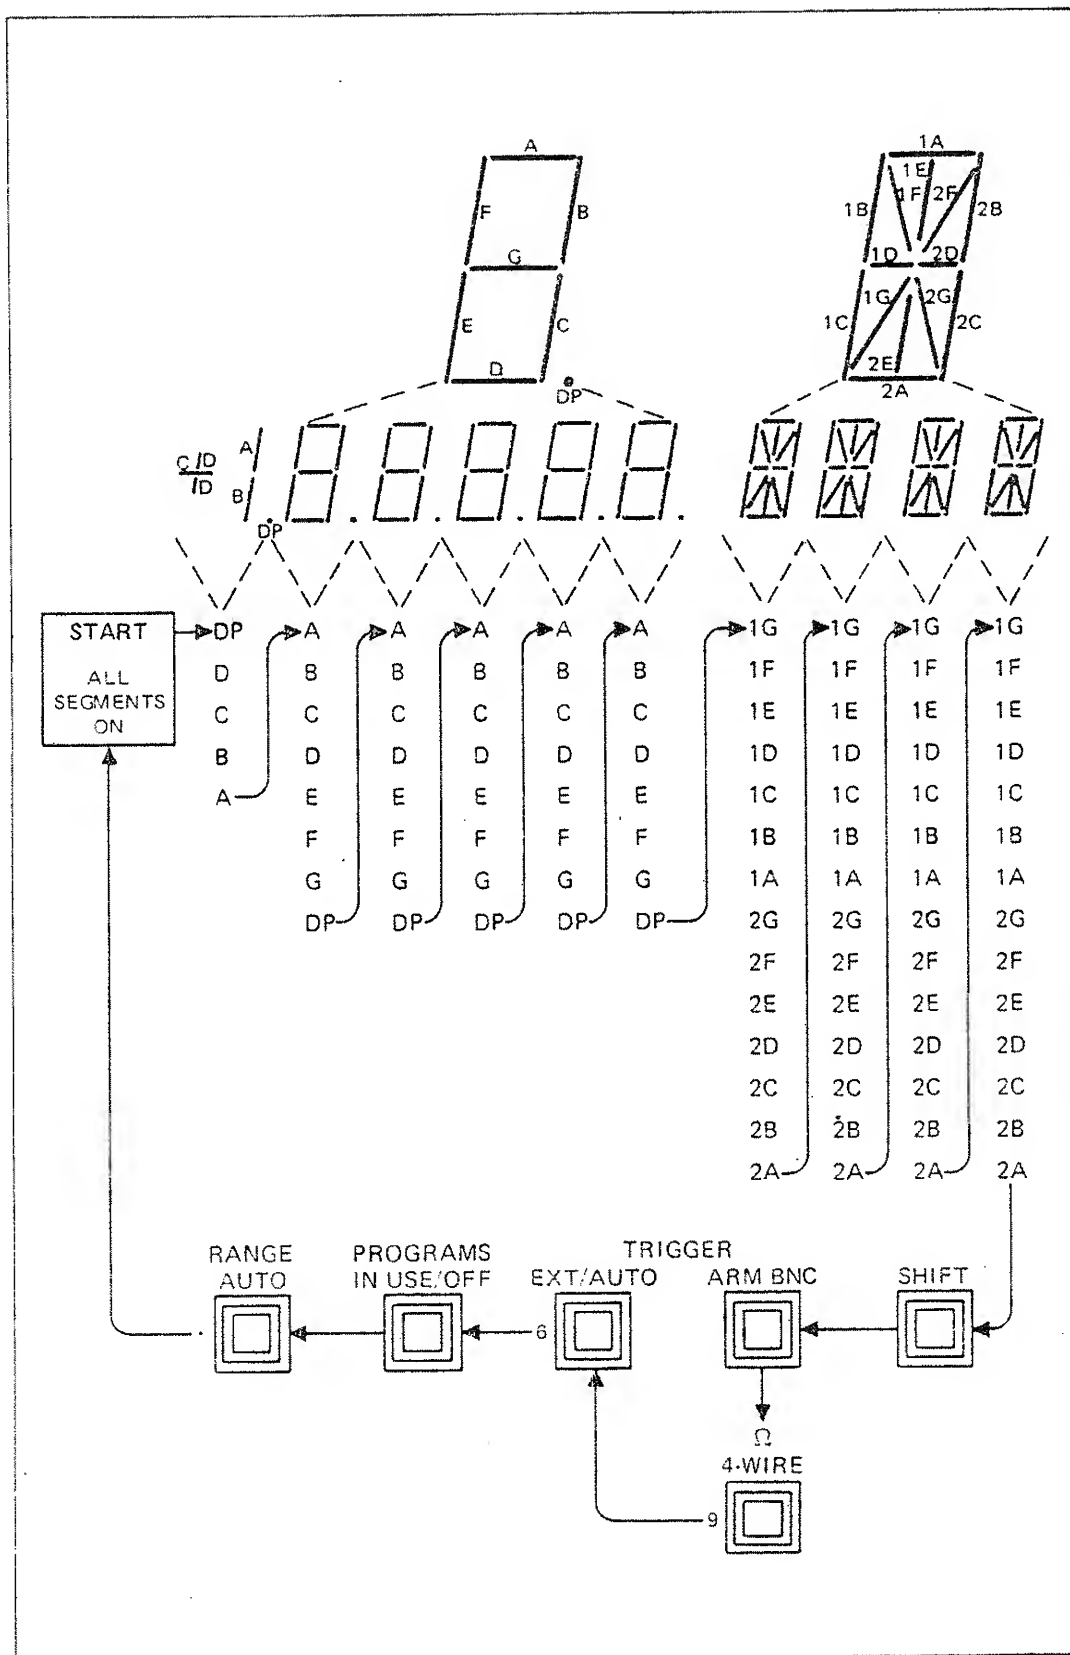 A
F B
G
E C
D
DP
1A
1E
1F 2F
1B 2B
1D 2D
1G 2G
1C 2C
2E
2A
C/D A
/D B
DP
START DP A A A A A 1G 1G 1G 1G
ALL D B B B B B 1F 1F 1F 1F
SEGMENTS C C C C C C 1E 1E 1E 1E
ON
B D D D D D 1D 1D 1D 1D
A E E E E E 1C 1C 1C 1C
F F F F F 1B 1B 1B 1B
G G G G G 1A 1A 1A 1A
DP DP DP DP DP 2G 2G 2G 2G
2F 2F 2F 2F
2E 2E 2E 2E
2D 2D 2D 2D
2C 2C 2C 2C
2B 2B 2B 2B
2A 2A 2A 2A
RANGE PROGRAMS TRIGGER
AUTO IN USE/OFF EXT/AUTO ARM BNC SHIFT
6
Ω
4-WIRE
9